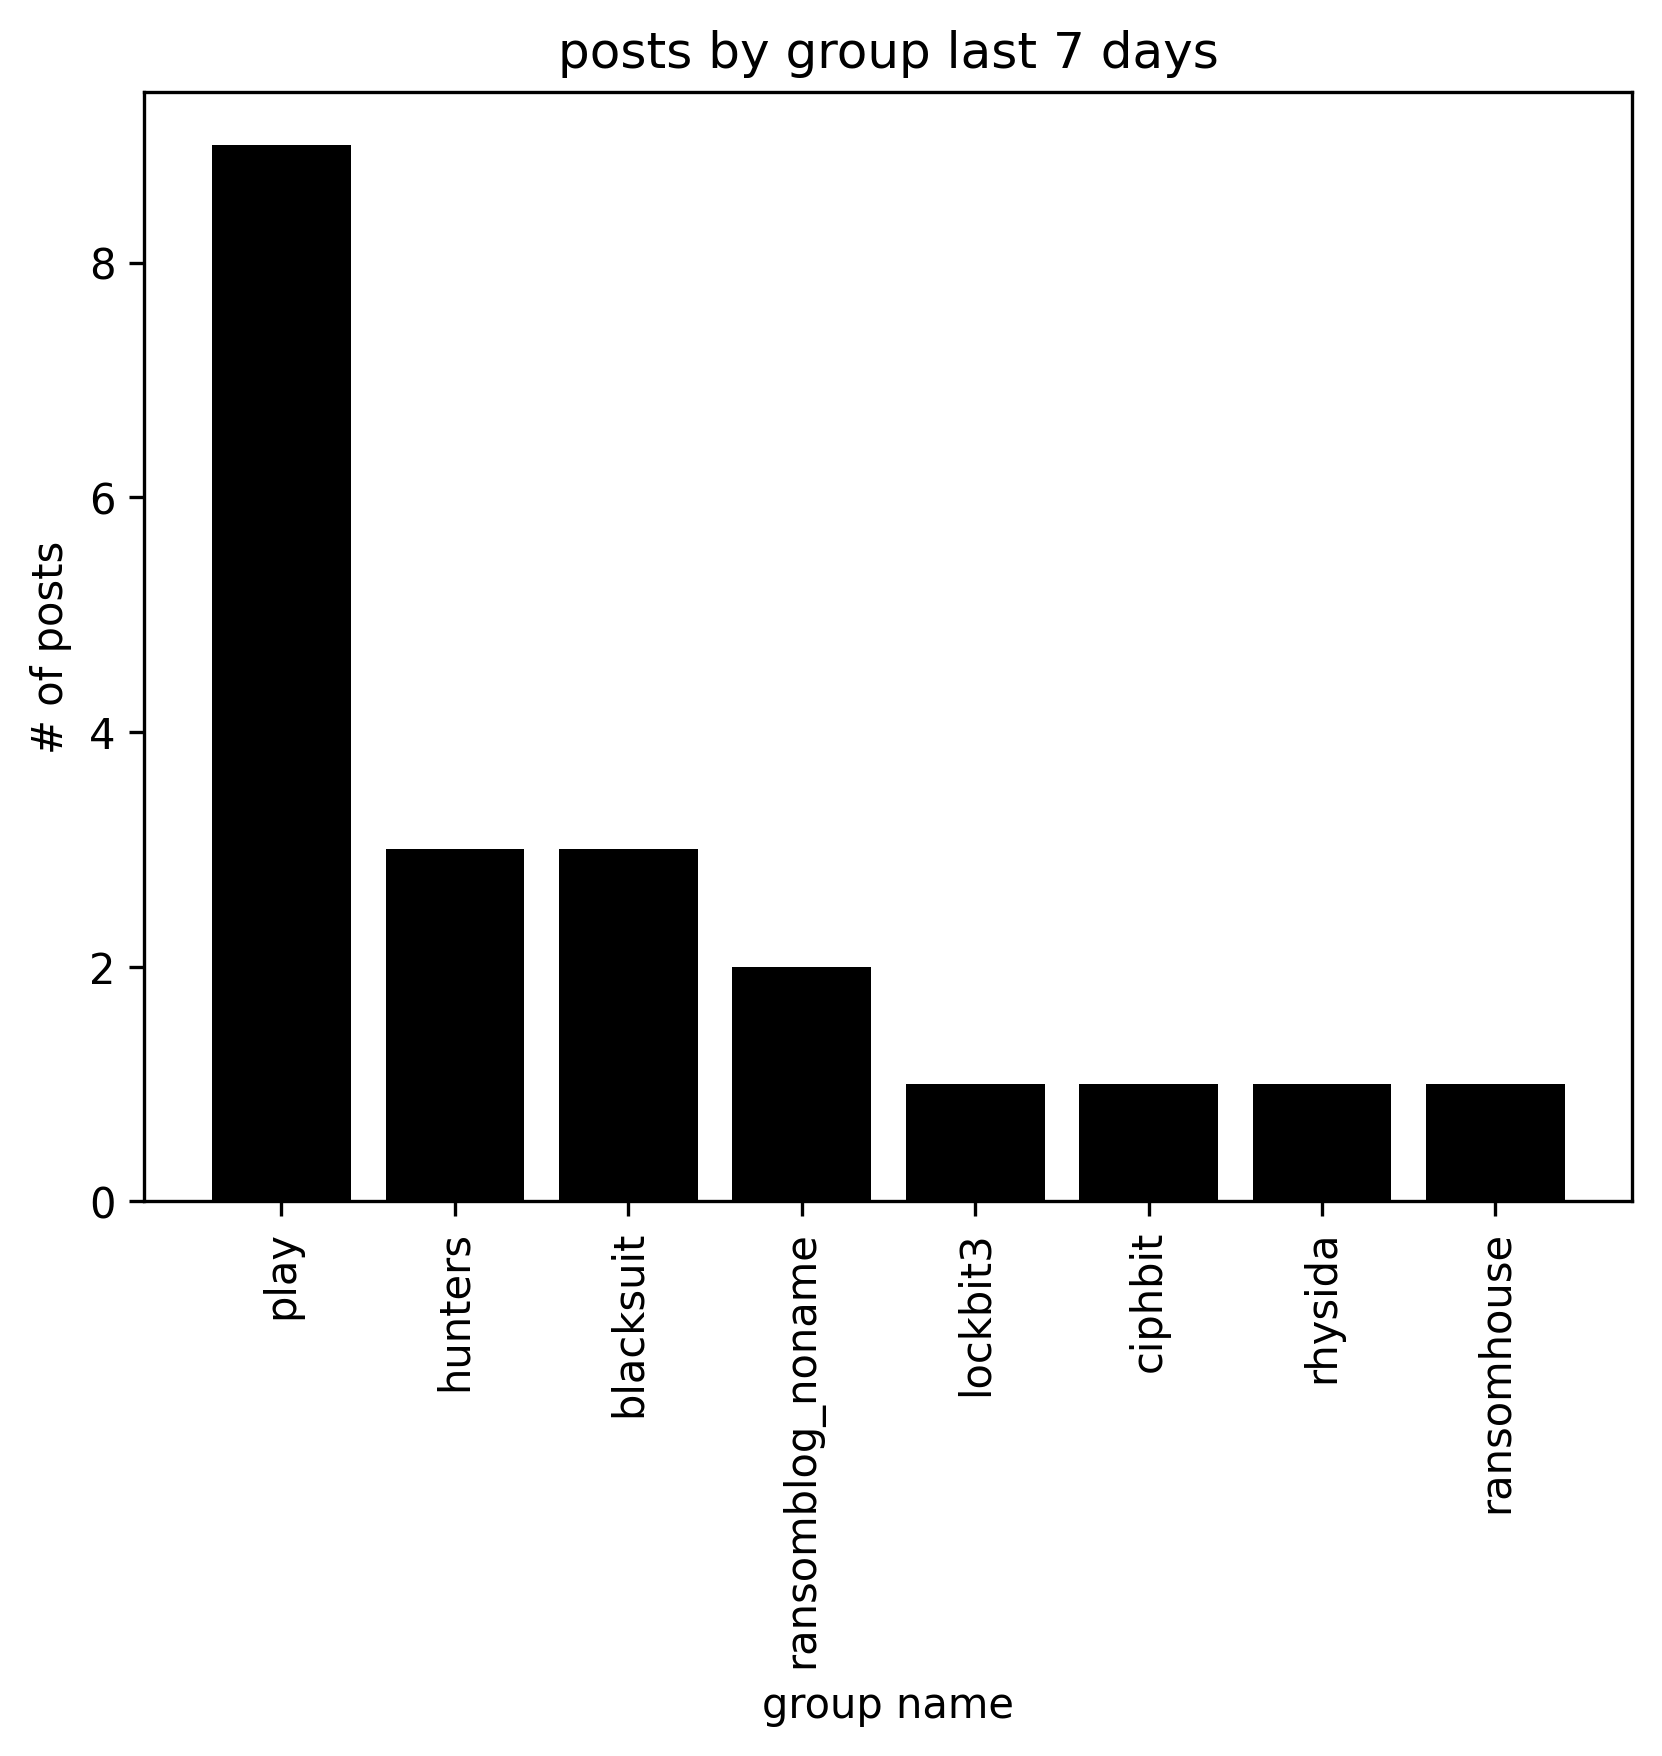 posts by group last 7 days
# of posts
8
6
4
2
0
play
hunters
blacksuit
ransomblog_noname
lockbit3
ciphbit
rhysida
ransomhouse
group name